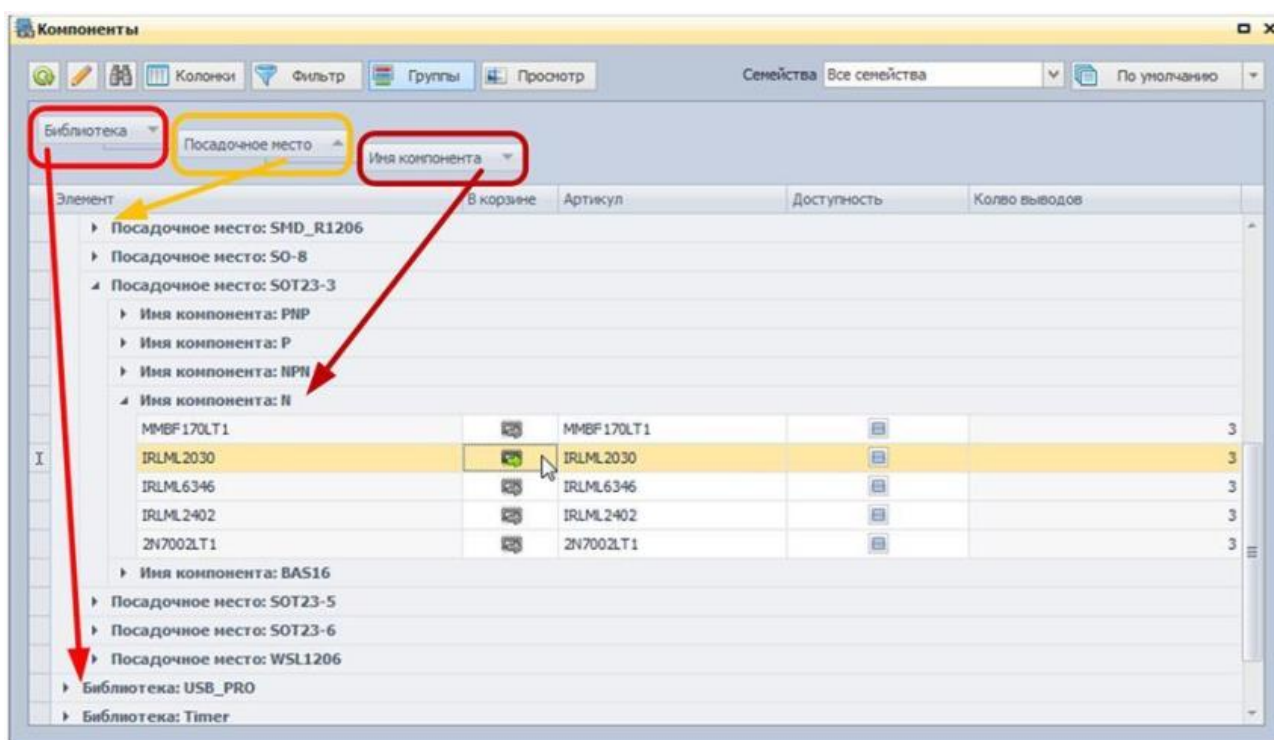 Компоненты
Колонки Фильтр Группы Просмотр Семейства Все семейства По умолчанию
Библиотека Посадочное место Имя компонента
Элемент В корзине Артикул Доступность Колво выводов
Посадочное место: SMD_R1206
Посадочное место: SO-8
Посадочное место: SOT23-3
Имя компонента: PNP
Имя компонента: P
Имя компонента: NPN
Имя компонента: N
MMBF170LT1 MMBF170LT1 3
IRLML2030 IRLML2030 3
IRLML6346 IRLML6346 3
IRLML2402 IRLML2402 3
2N7002LT1 2N7002LT1 3
Имя компонента: BAS16
Посадочное место: SOT23-5
Посадочное место: SOT23-6
Посадочное место: WSL1206
Библиотека: USB_PRO
Библиотека: Timer